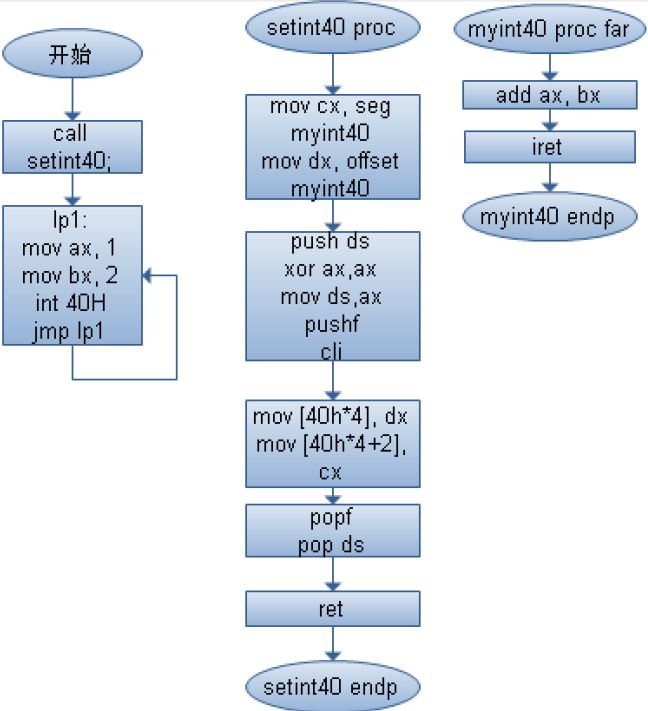 开始
call
setint40;
lp1:
mov ax, 1
mov bx, 2
int 40H
jmp lp1
setint40 proc
mov cx, seg
myint40
mov dx, offset
myint40
push ds
xor ax,ax
mov ds,ax
pushf
cli
mov [40h*4], dx
mov [40h*4+2],
cx
popf
pop ds
ret
setint40 endp
myint40 proc far
add ax, bx
iret
myint40 endp